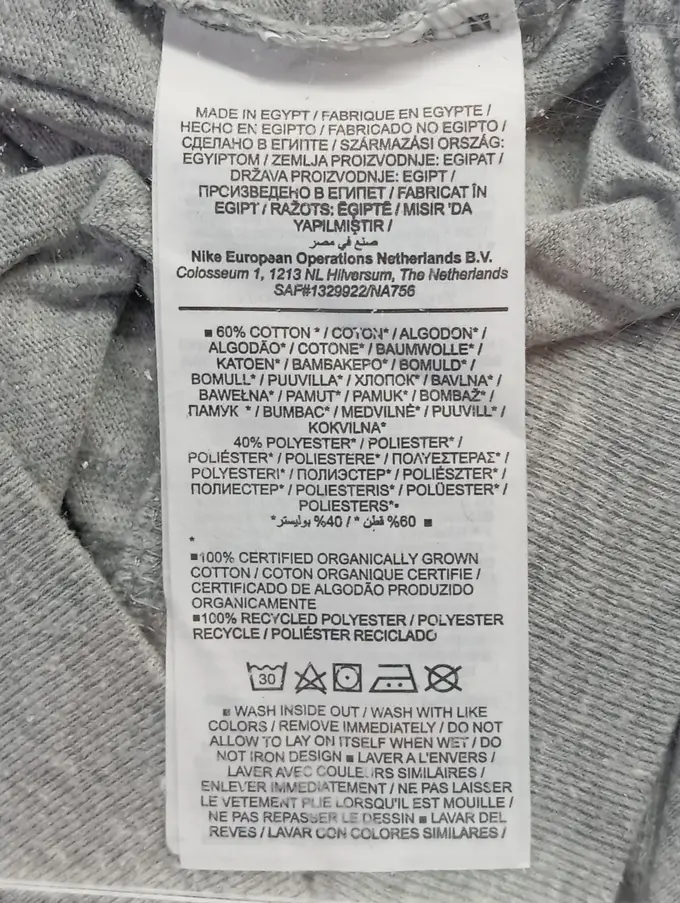 MADE IN EGYPT / FABRIQUE EN EGYPTE /
HECHO EN EGIPTO / FABRICADO NO EGIPTO /
СДЕЛАНО В ЕГИПТЕ / SZÁRMAZÁSI ORSZÁG:
EGYIPTOM / ZEMLJA PROIZVODNJE: EGIPAT /
DRŽAVA PROIZVODNJE: EGIPT /
ПРОИЗВЕДЕНО В ЕГИПЕТ / FABRICAT ÎN
EGIPT / RAŽOTS: ĒĢIPTĒ / MISIR 'DA
YAPILMIŞTIR /
صنع في مصر
Nike European Operations Netherlands B.V.
Colosseum 1, 1213 NL Hilversum, The Netherlands
SAF#1329922/NA756
■ 60% COTTON * / COTON* / ALGODON* /
ALGODÃO* / COTONE* / BAUMWOLLE* /
KATOEN* / ΒΑΜΒΑΚΕΡΟ* / BOMULD* /
BOMULL* / PUUVILLA* / ХЛОПОК* / BAVLNA* /
BAWEŁNA* / PAMUT* / PAMUK* / BOMBAŽ* /
ПАМУК * / BUMBAC* / MEDVILNĖ* / PUUVILL* /
KOKVILNA*
40% POLYESTER* / POLIESTER* /
POLIÉSTER* / POLIESTERE* / ΠΟΛΥΕΣΤΕΡΑΣ* /
POLYESTERI* / ПОЛИЭСТЕР* / POLIÉSZTER* /
ПОЛИЕСТЕР* / POLIESTERIS* / POLÜESTER* /
POLIESTERS*▪
■ 60% قطن * / 40% بوليستر*
*
■100% CERTIFIED ORGANICALLY GROWN
COTTON / COTON ORGANIQUE CERTIFIE /
CERTIFICADO DE ALGODÃO PRODUZIDO
ORGANICAMENTE
■100% RECYCLED POLYESTER / POLYESTER
RECYCLE / POLIÉSTER RECICLADO
30
■ WASH INSIDE OUT / WASH WITH LIKE
COLORS / REMOVE IMMEDIATELY / DO NOT
ALLOW TO LAY ON ITSELF WHEN WET / DO
NOT IRON DESIGN ■ LAVER A L'ENVERS /
LAVER AVEC COULEURS SIMILAIRES /
ENLEVER IMMEDIATEMENT / NE PAS LAISSER
LE VETEMENT PLIE LORSQU'IL EST MOUILLE /
NE PAS REPASSER LE DESSIN ■ LAVAR DEL
REVES / LAVAR CON COLORES SIMILARES /